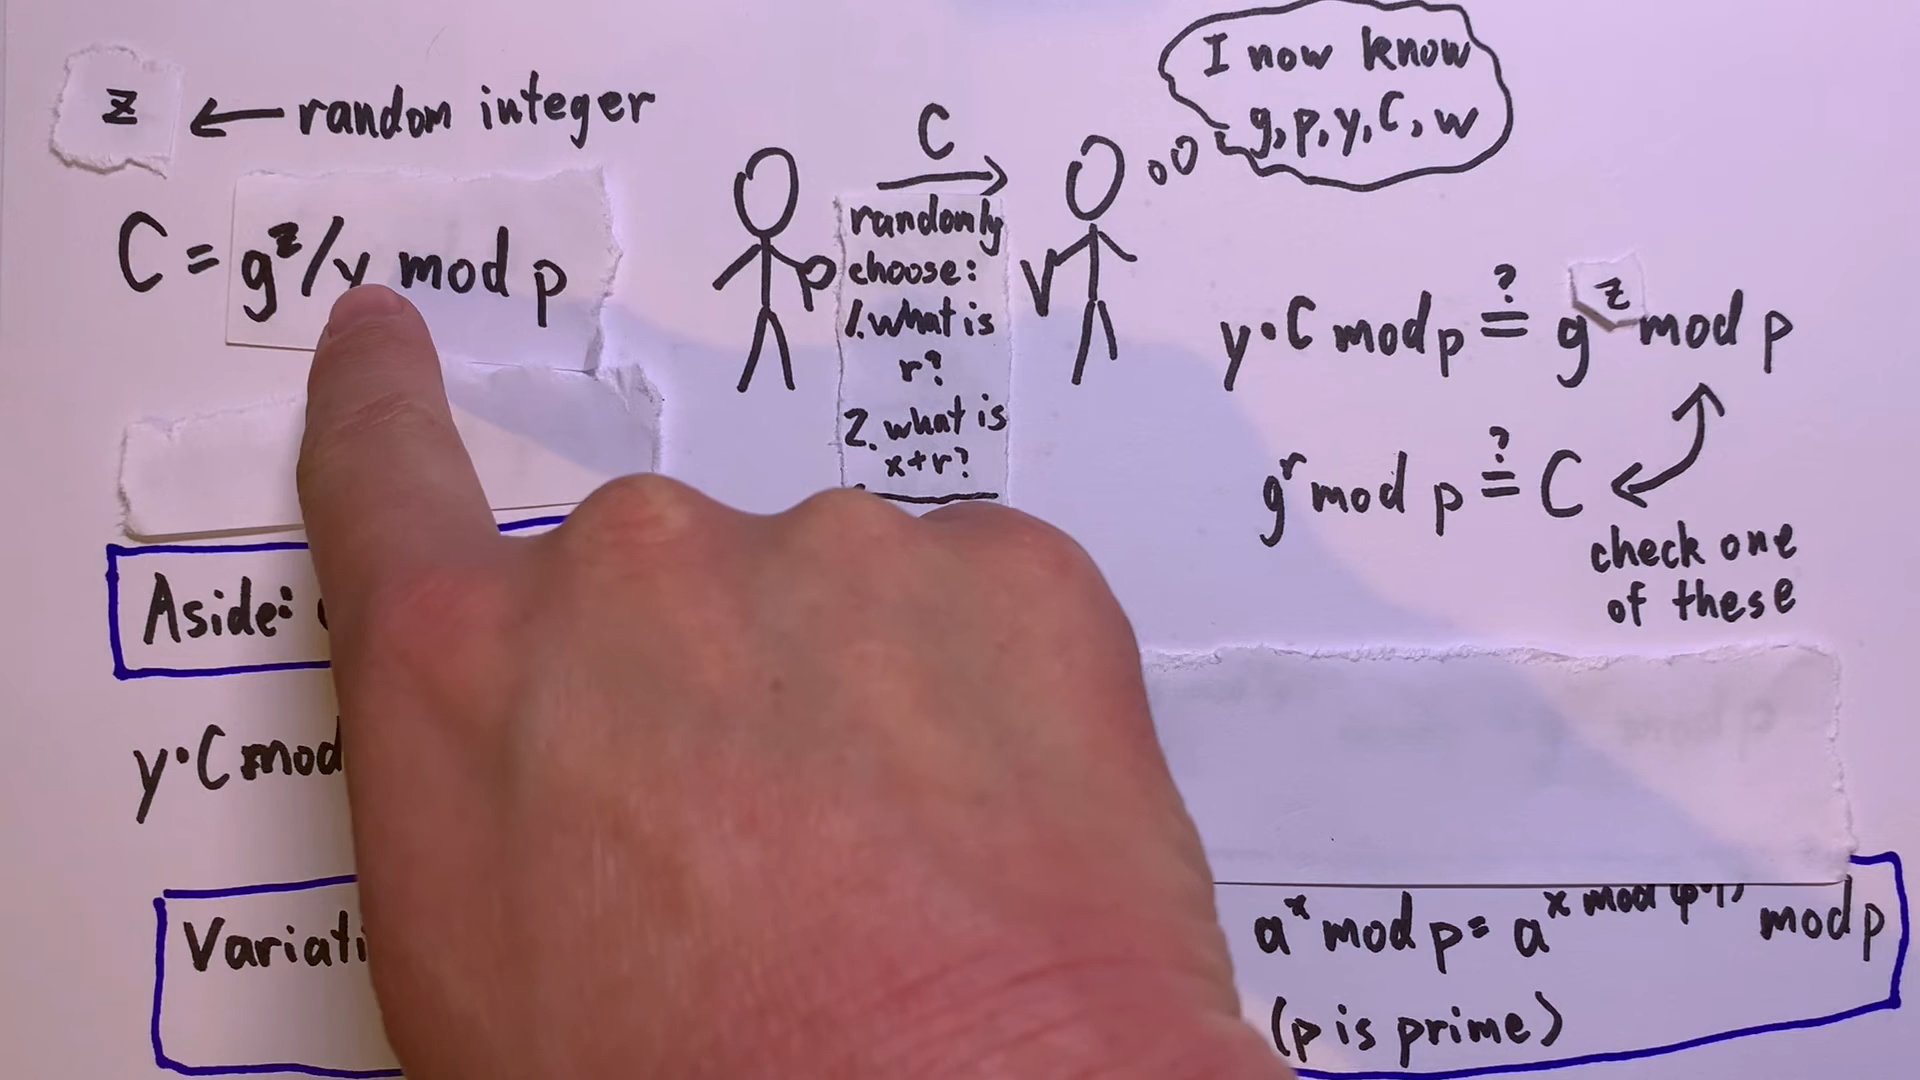 z ← random integer
C = g^z/y mod p
C
randomly
choose:
1. what is
r?
2. what is
x+r?
P
V
I now know
g, p, y, C, w
y·C mod p ≟ g^z mod p
g^r mod p ≟ C
check one
of these
Aside:
y·C mod
a^x mod p = a^x mod (p-1) mod p
(p is prime)